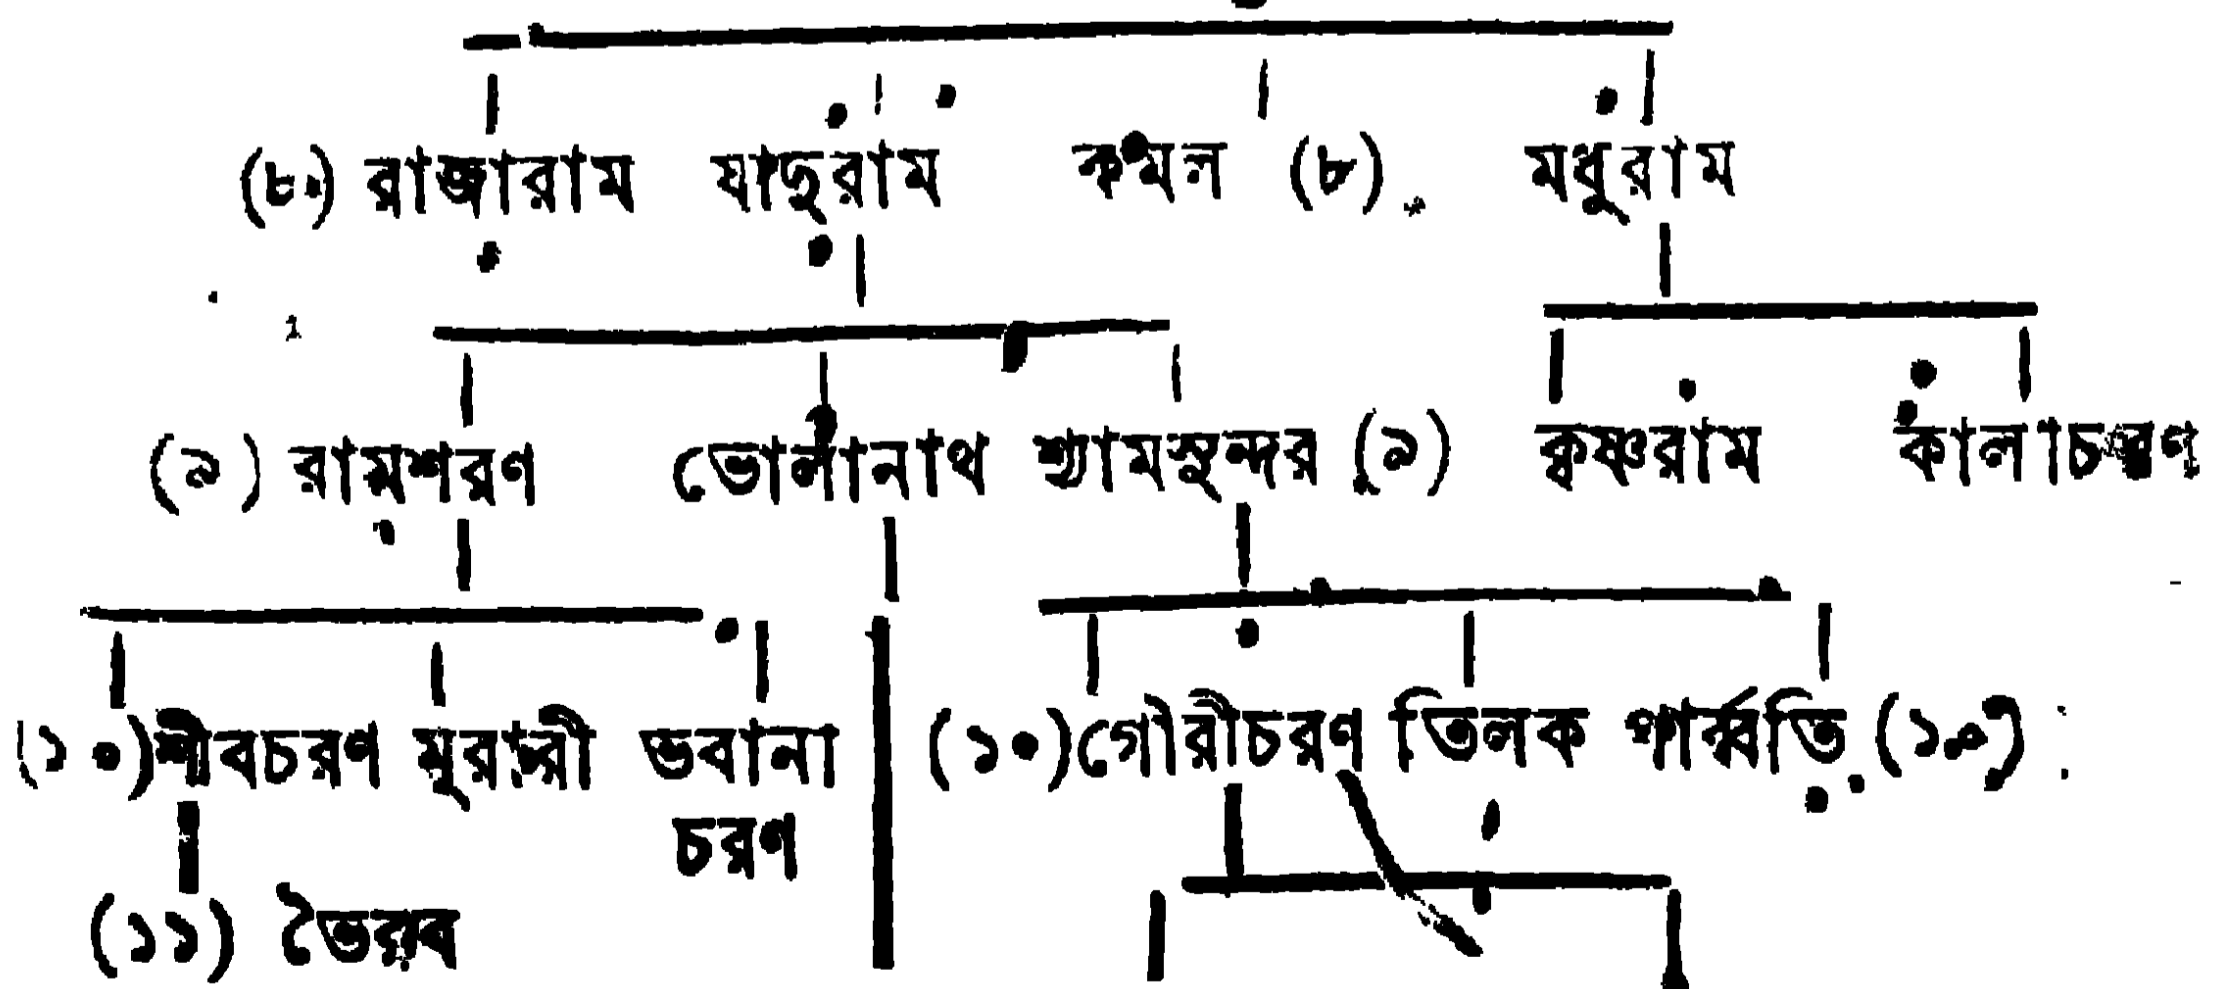 (৮) রাজারাম যাদুরাম কমল (৮) মধুরাম
(৯) রামশরণ ভোলানাথ শ্যামসুন্দর (৯) কৃষ্ণরাম কালাচরণ
(১০) শীবচরণ মুরারী ভবানা (১০) গৌরীচরণ তিলক পার্ব্বতি (১০)
চরণ
(১১) ভৈরব